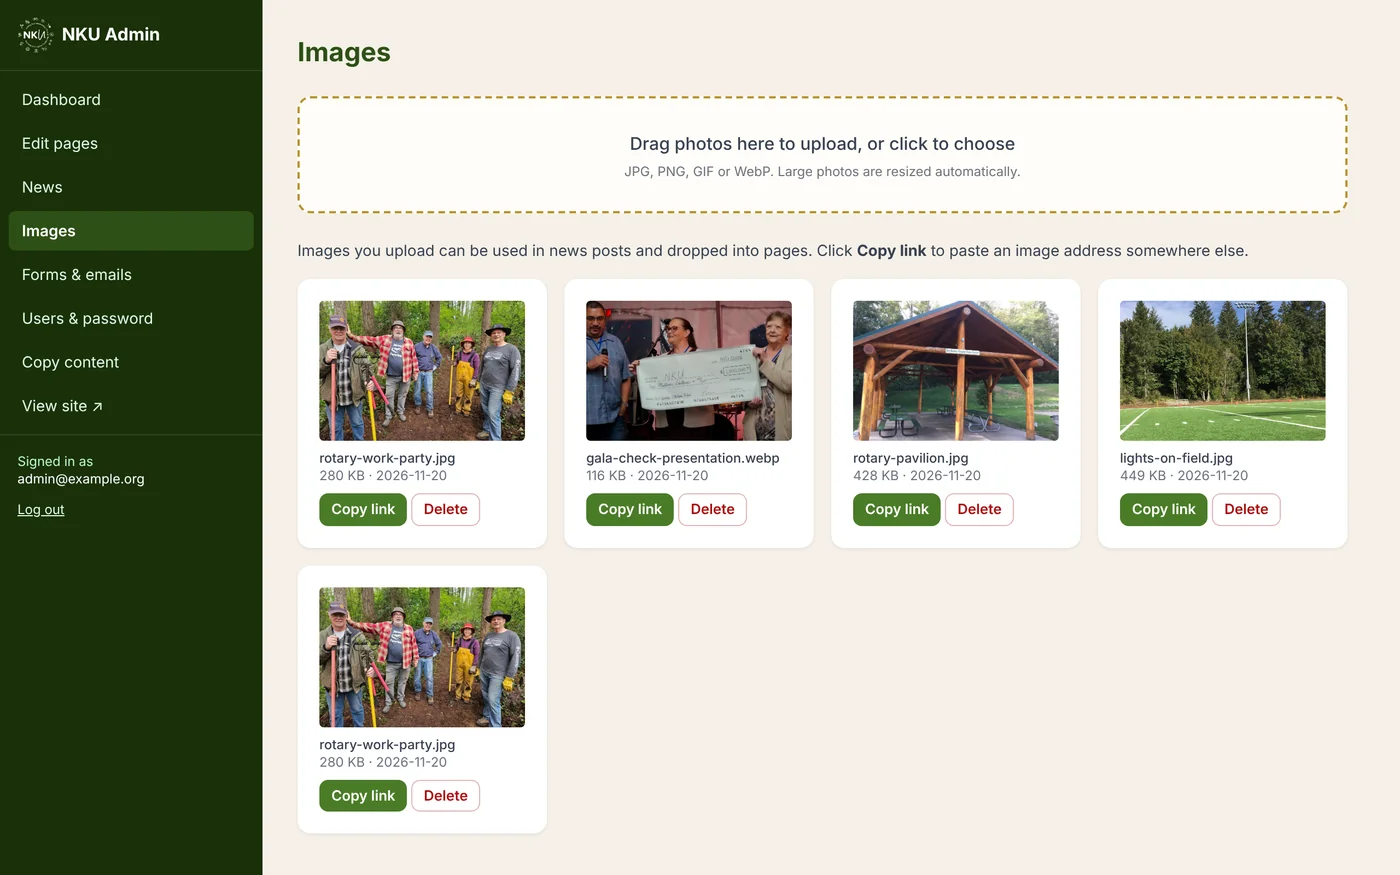 NKU
NKU Admin
Dashboard
Edit pages
News
Images
Forms & emails
Users & password
Copy content
View site ↗
Signed in as
admin@example.org
Log out
Images
Drag photos here to upload, or click to choose
JPG, PNG, GIF or WebP. Large photos are resized automatically.
Images you upload can be used in news posts and dropped into pages. Click Copy link to paste an image address somewhere else.
rotary-work-party.jpg
280 KB · 2026-11-20
Copy link
Delete
NKU
gala-check-presentation.webp
116 KB · 2026-11-20
Copy link
Delete
rotary-pavilion.jpg
428 KB · 2026-11-20
Copy link
Delete
lights-on-field.jpg
449 KB · 2026-11-20
Copy link
Delete
rotary-work-party.jpg
280 KB · 2026-11-20
Copy link
Delete